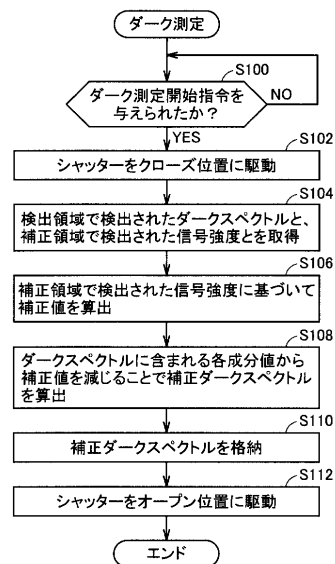 ダーク測定
S100
ダーク測定開始指令を
与えられたか？
NO
YES
S102
シャッターをクローズ位置に駆動
S104
検出領域で検出されたダークスペクトルと、
補正領域で検出された信号強度とを取得
S106
補正領域で検出された信号強度に基づいて
補正値を算出
S108
ダークスペクトルに含まれる各成分値から
補正値を減じることで補正ダークスペクトル
を算出
S110
補正ダークスペクトルを格納
S112
シャッターをオープン位置に駆動
エンド